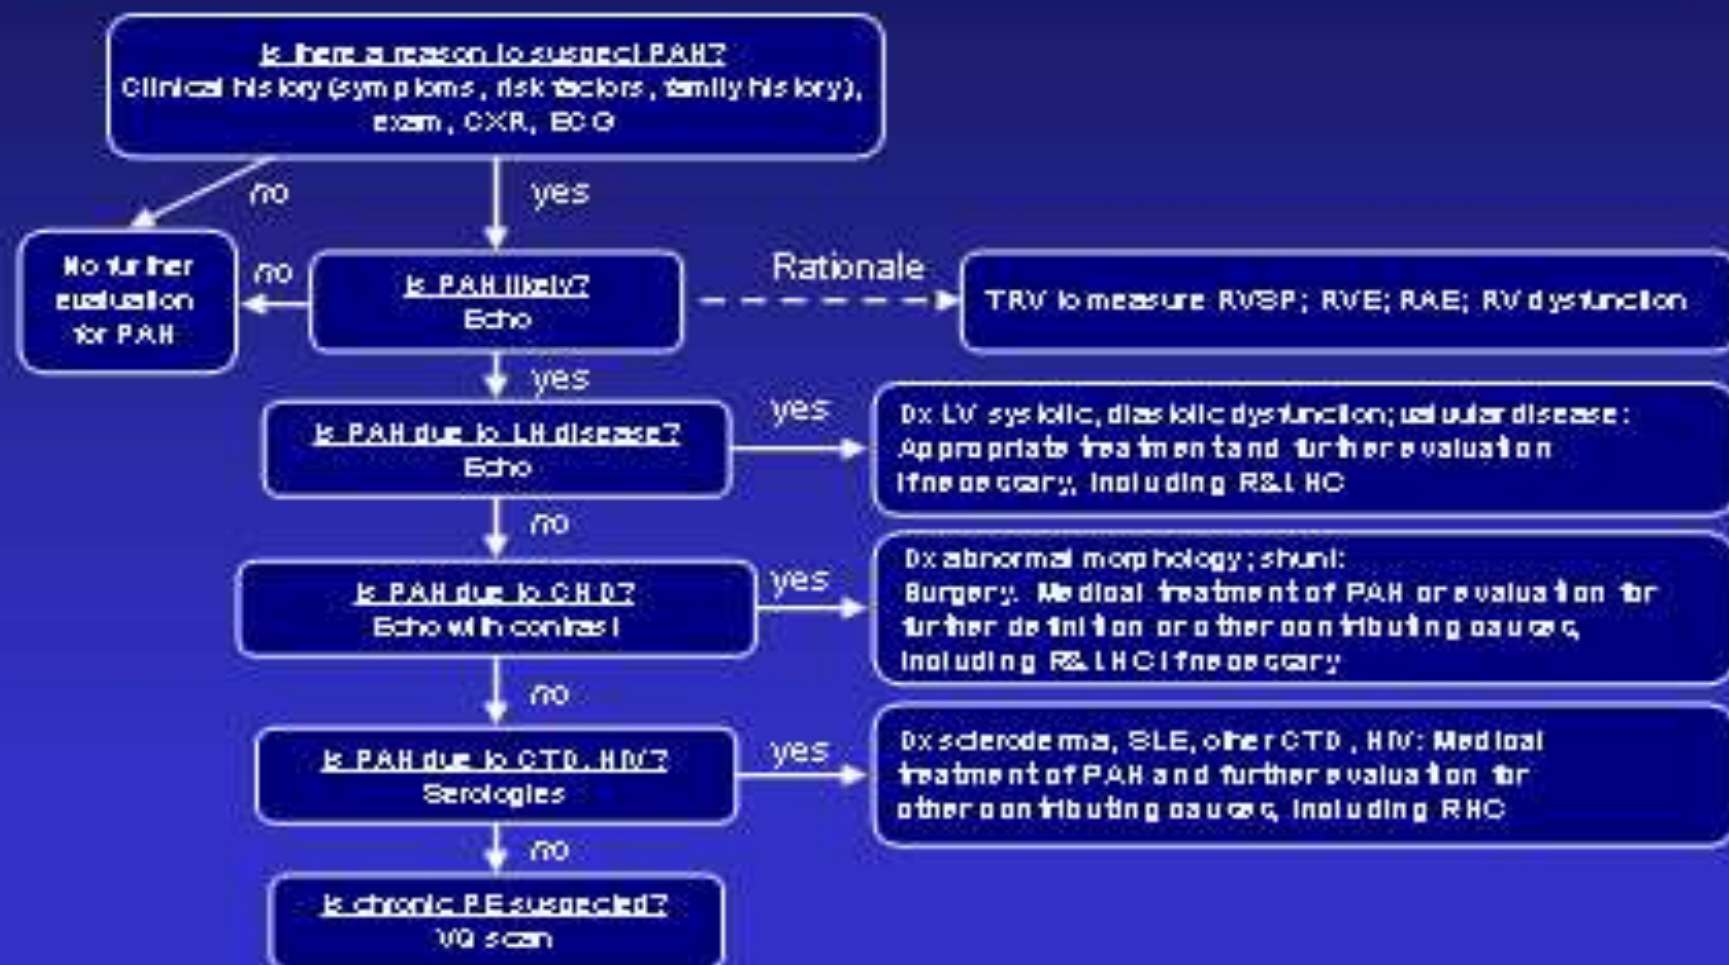 Is there a reason to suspect PAH?
Clinical history (symptoms, risk factors, family history),
exam, CXR, ECG
no
yes
No further
evaluation
for PAH
no
Is PAH likely?
Echo
Rationale
TRV to measure RVSP; RVE; RAE; RV dysfunction
yes
Is PAH due to LH disease?
Echo
yes
Dx LV systolic, diastolic dysfunction; valvular disease:
Appropriate treatment and further evaluation
if necessary, including R&LHC
no
Is PAH due to CHD?
Echo with contrast
yes
Dx abnormal morphology; shunt:
Surgery. Medical treatment of PAH or evaluation for
further definition or other contributing causes,
including R&LHC if necessary
no
Is PAH due to CTD, HIV?
Serologies
yes
Dx scleroderma, SLE, other CTD, HIV: Medical
treatment of PAH and further evaluation for
other contributing causes, including RHC
no
Is chronic PE suspected?
VQ scan